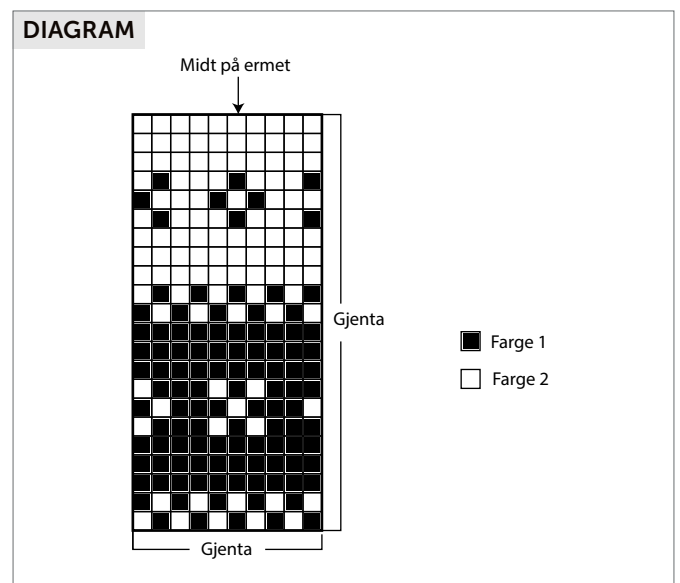 DIAGRAM
Midt på ermet
Gjenta
Farge 1
Farge 2
Gjenta